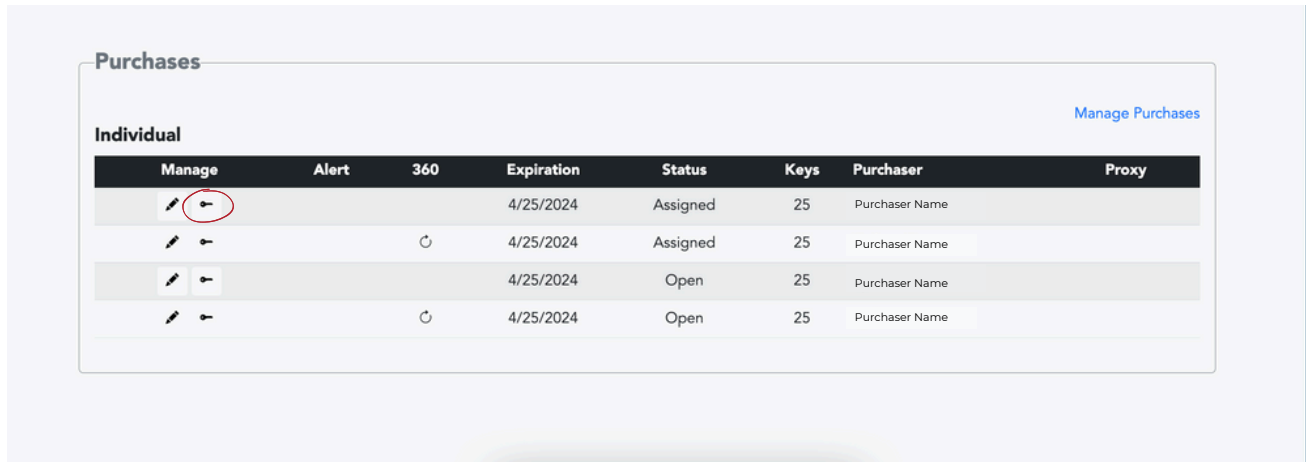 Purchases
Manage Purchases
Individual
Manage Alert 360 Expiration Status Keys Purchaser Proxy
4/25/2024 Assigned 25 Purchaser Name
4/25/2024 Assigned 25 Purchaser Name
4/25/2024 Open 25 Purchaser Name
4/25/2024 Open 25 Purchaser Name